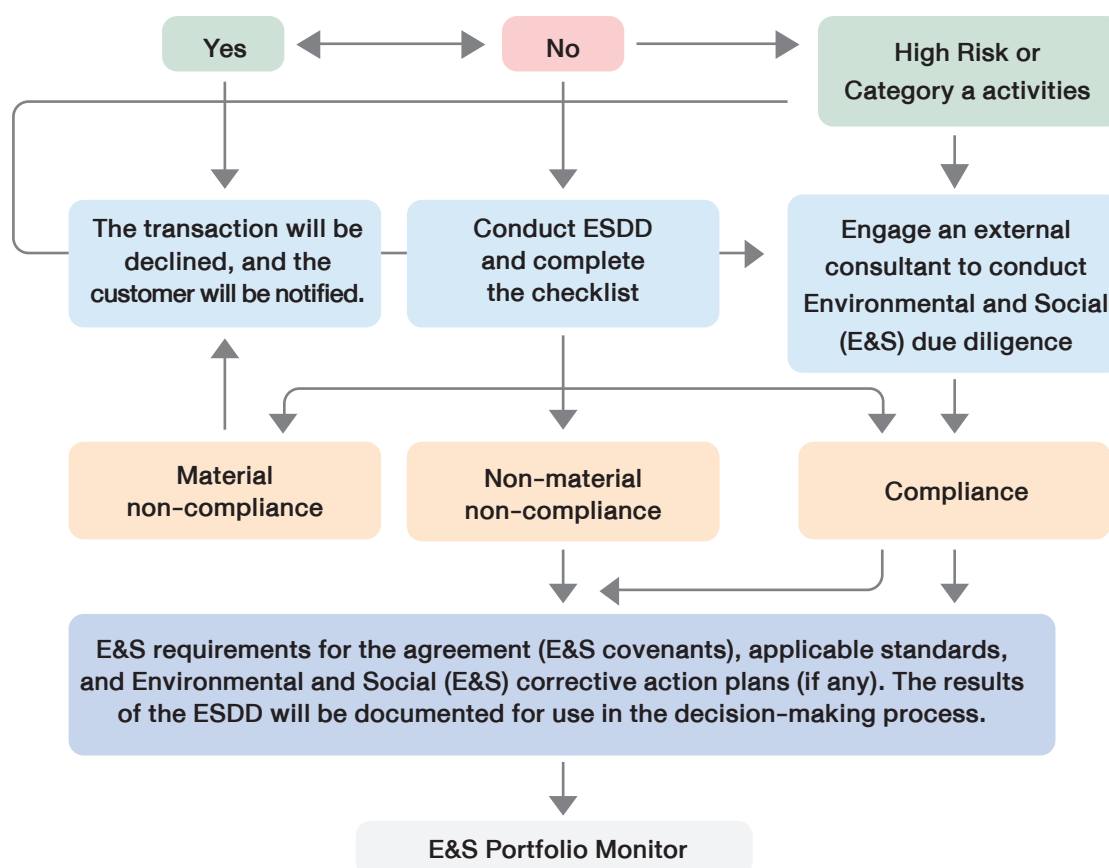 Yes
No
High Risk or
Category a activities
The transaction will be
declined, and the
customer will be notified.
Conduct ESDD
and complete
the checklist
Engage an external
consultant to conduct
Environmental and Social
(E&S) due diligence
Material
non-compliance
Non-material
non-compliance
Compliance
E&S requirements for the agreement (E&S covenants), applicable standards,
and Environmental and Social (E&S) corrective action plans (if any). The results
of the ESDD will be documented for use in the decision-making process.
E&S Portfolio Monitor